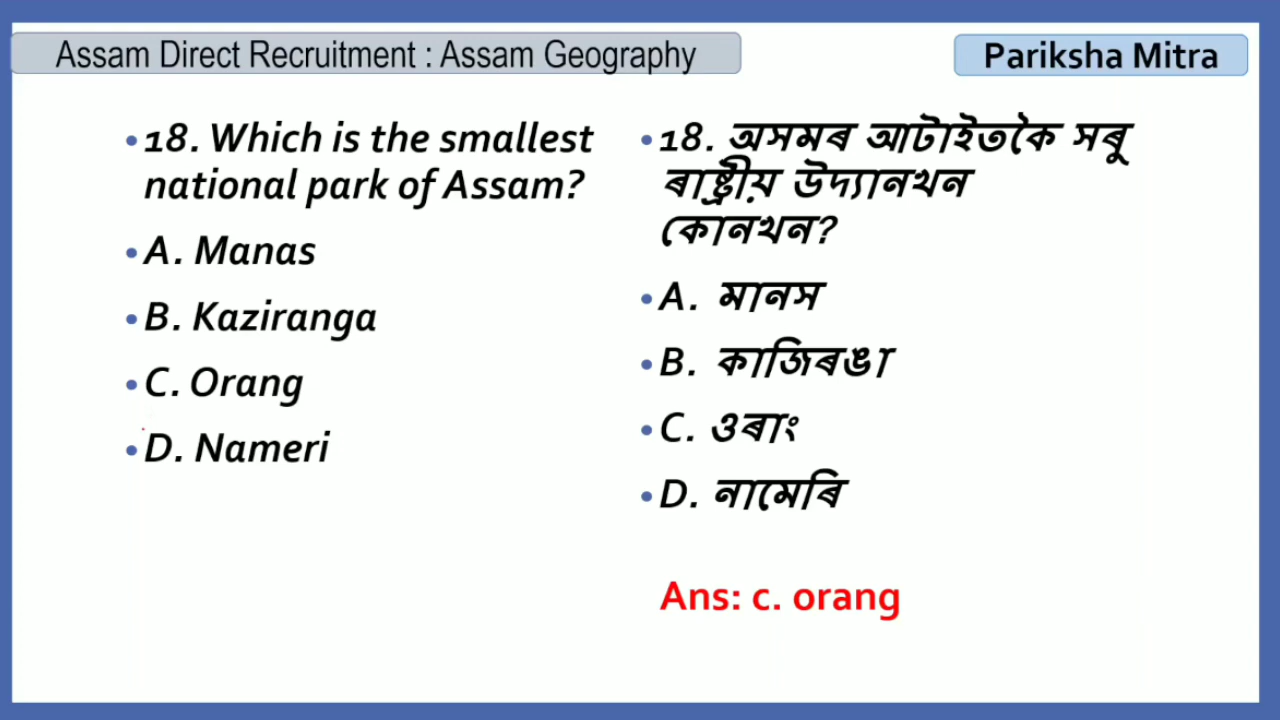 Assam Direct Recruitment : Assam Geography
Pariksha Mitra
•18. Which is the smallest
national park of Assam?
•A. Manas
•B. Kaziranga
•C. Orang
•D. Nameri
•18. অসমৰ আটাইতকৈ সৰু
ৰাষ্ট্ৰীয় উদ্যানখন
কোনখন?
•A. মানস
•B. কাজিৰঙা
•C. ওৰাং
•D. নামেৰি
Ans: c. orang